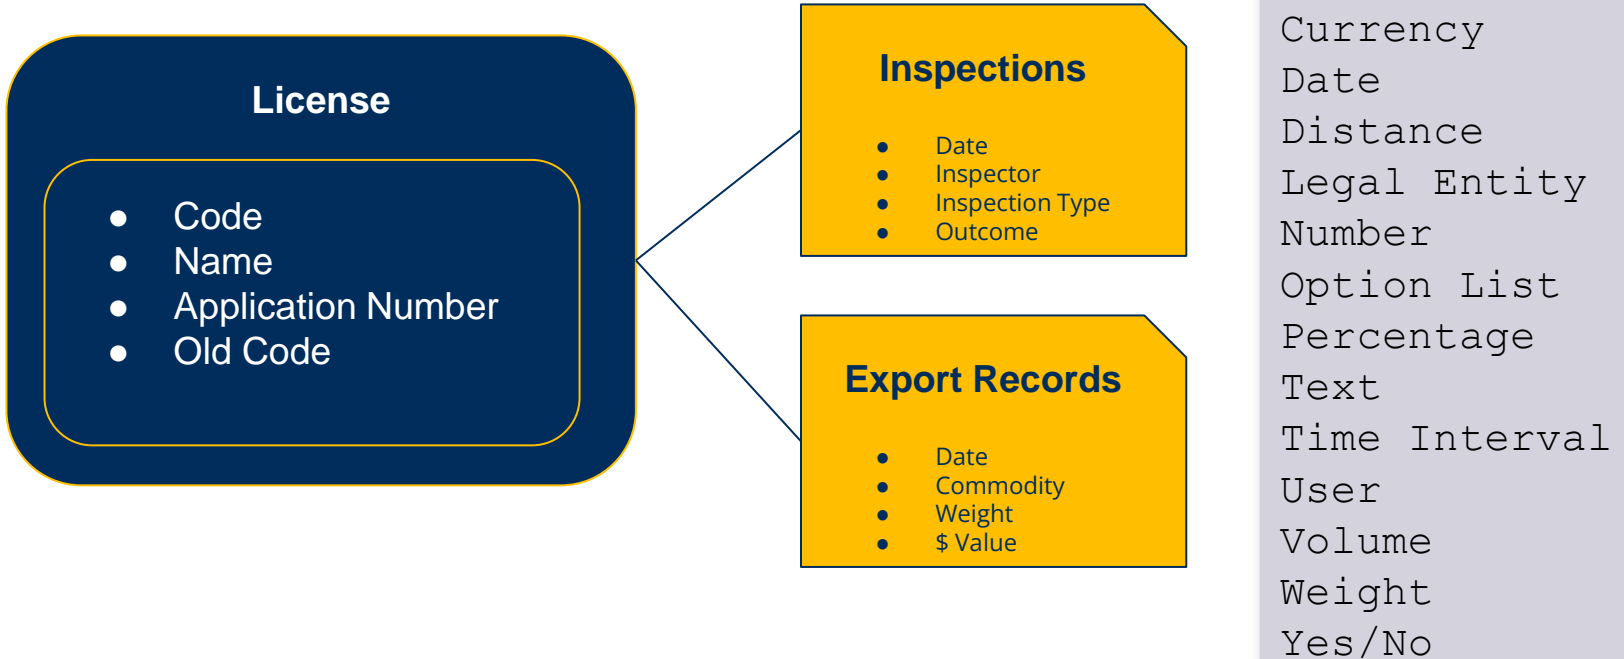 License
● Code
● Name
● Application Number
● Old Code
Inspections
● Date
● Inspector
● Inspection Type
● Outcome
Export Records
● Date
● Commodity
● Weight
● $ Value
Currency
Date
Distance
Legal Entity
Number
Option List
Percentage
Text
Time Interval
User
Volume
Weight
Yes/No